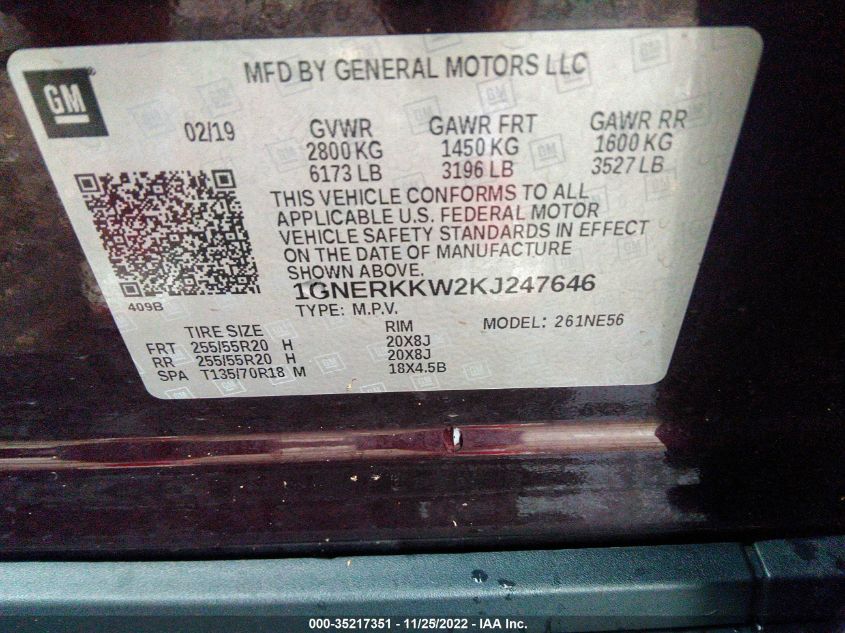 GM
MFD BY GENERAL MOTORS LLC
02/19 GVWR GAWR FRT GAWR RR
2800 KG 1450 KG 1600 KG
6173 LB 3196 LB 3527 LB
THIS VEHICLE CONFORMS TO ALL
APPLICABLE U.S. FEDERAL MOTOR
VEHICLE SAFETY STANDARDS IN EFFECT
ON THE DATE OF MANUFACTURE
SHOWN ABOVE.
1GNERKKW2KJ247646
409B
TYPE: M.P.V. MODEL: 261NE56
TIRE SIZE RIM
FRT 255/55R20 H 20X8J
RR 255/55R20 H 20X8J
SPA T135/70R18 M 18X4.5B
000-35217351 - 11/25/2022 - IAA Inc.